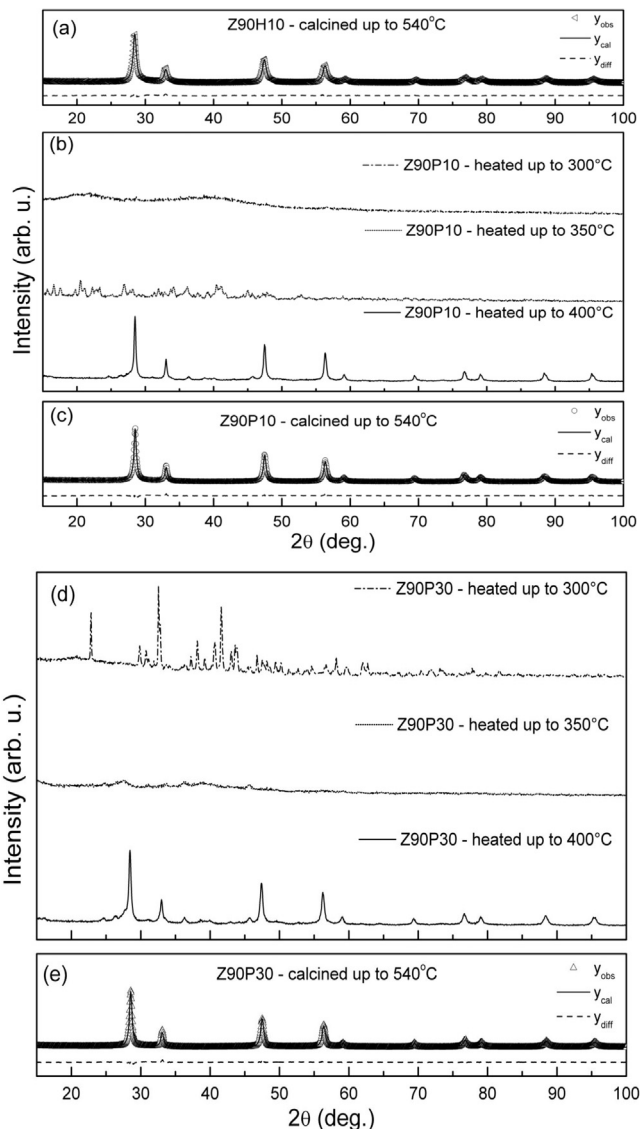 (a)
Z90H10 - calcined up to 540°C
y_obs
y_cal
y_diff
20 30 40 50 60 70 80 90 100
(b)
Z90P10 - heated up to 300°C
Z90P10 - heated up to 350°C
Z90P10 - heated up to 400°C
Intensity (arb. u.)
(c)
Z90P10 - calcined up to 540°C
y_obs
y_cal
y_diff
20 30 40 50 60 70 80 90 100
2θ (deg.)
(d)
Z90P30 - heated up to 300°C
Z90P30 - heated up to 350°C
Z90P30 - heated up to 400°C
Intensity (arb. u.)
(e)
Z90P30 - calcined up to 540°C
y_obs
y_cal
y_diff
20 30 40 50 60 70 80 90 100
2θ (deg.)